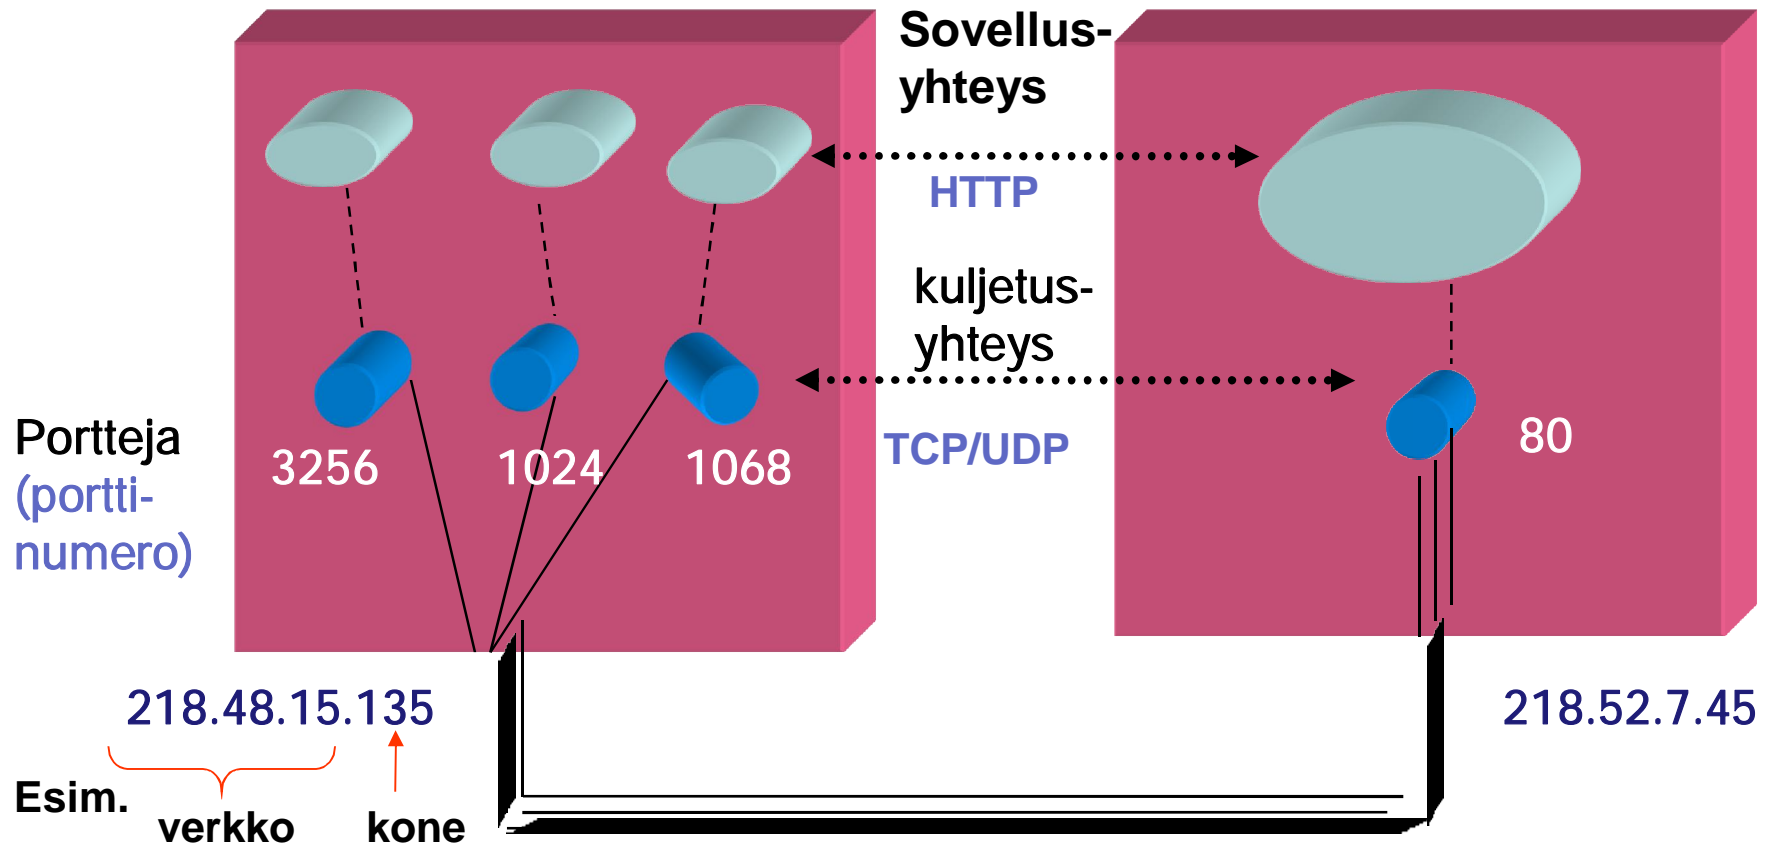 Sovellus-
yhteys
HTTP
kuljetus-
yhteys
TCP/UDP
Portteja
(portti-
numero)
3256
1024
1068
80
218.48.15.135
218.52.7.45
Esim.
verkko
kone